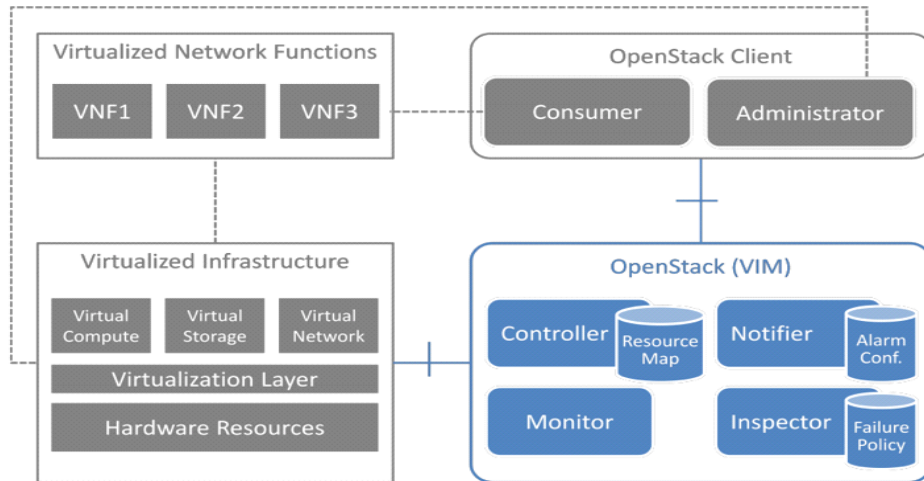 Virtualized Network Functions
VNF1
VNF2
VNF3
OpenStack Client
Consumer
Administrator
Virtualized Infrastructure
Virtual
Compute
Virtual
Storage
Virtual
Network
Virtualization Layer
Hardware Resources
OpenStack (VIM)
Controller
Resource
Map
Notifier
Alarm
Conf.
Monitor
Inspector
Failure
Policy